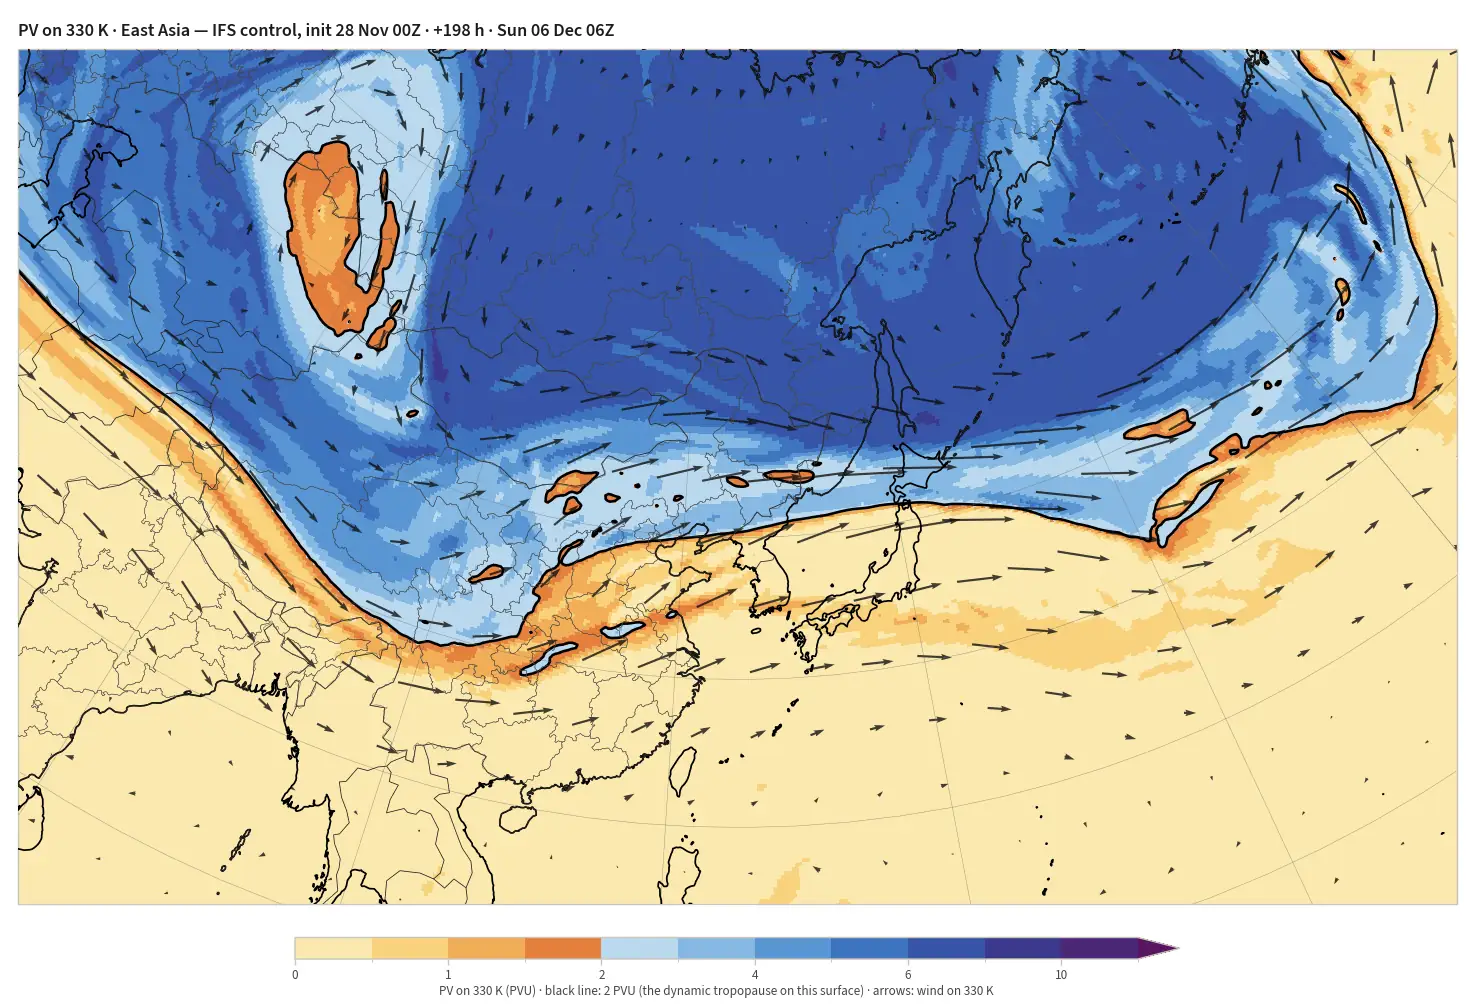 PV on 330 K · East Asia — IFS control, init 28 Nov 00Z · +198 h · Sun 06 Dec 06Z
0 1 2 4 6 10
PV on 330 K (PVU) · black line: 2 PVU (the dynamic tropopause on this surface) · arrows: wind on 330 K